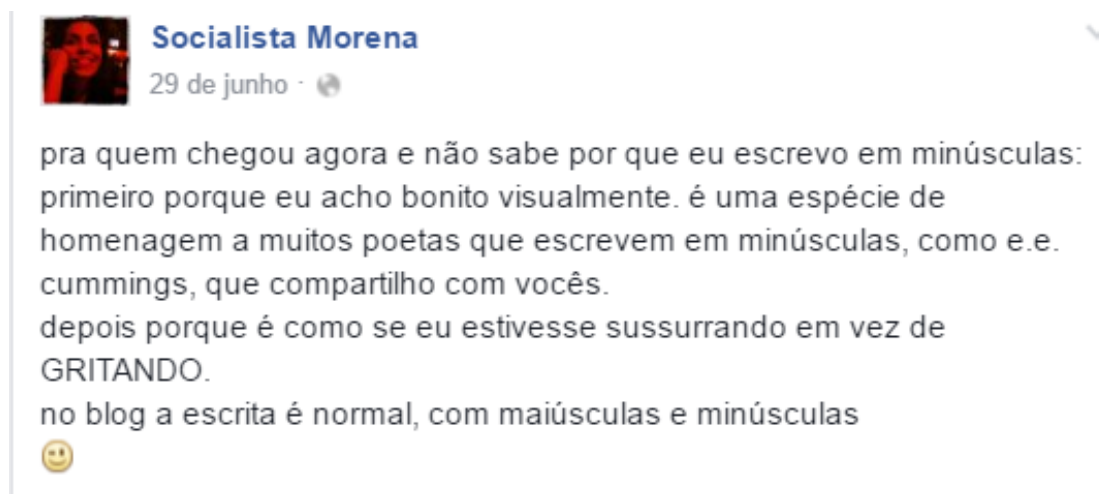 Socialista Morena
29 de junho ·
pra quem chegou agora e não sabe por que eu escrevo em minúsculas:
primeiro porque eu acho bonito visualmente. é uma espécie de
homenagem a muitos poetas que escrevem em minúsculas, como e.e.
cummings, que compartilho com vocês.
depois porque é como se eu estivesse sussurrando em vez de
GRITANDO.
no blog a escrita é normal, com maiúsculas e minúsculas